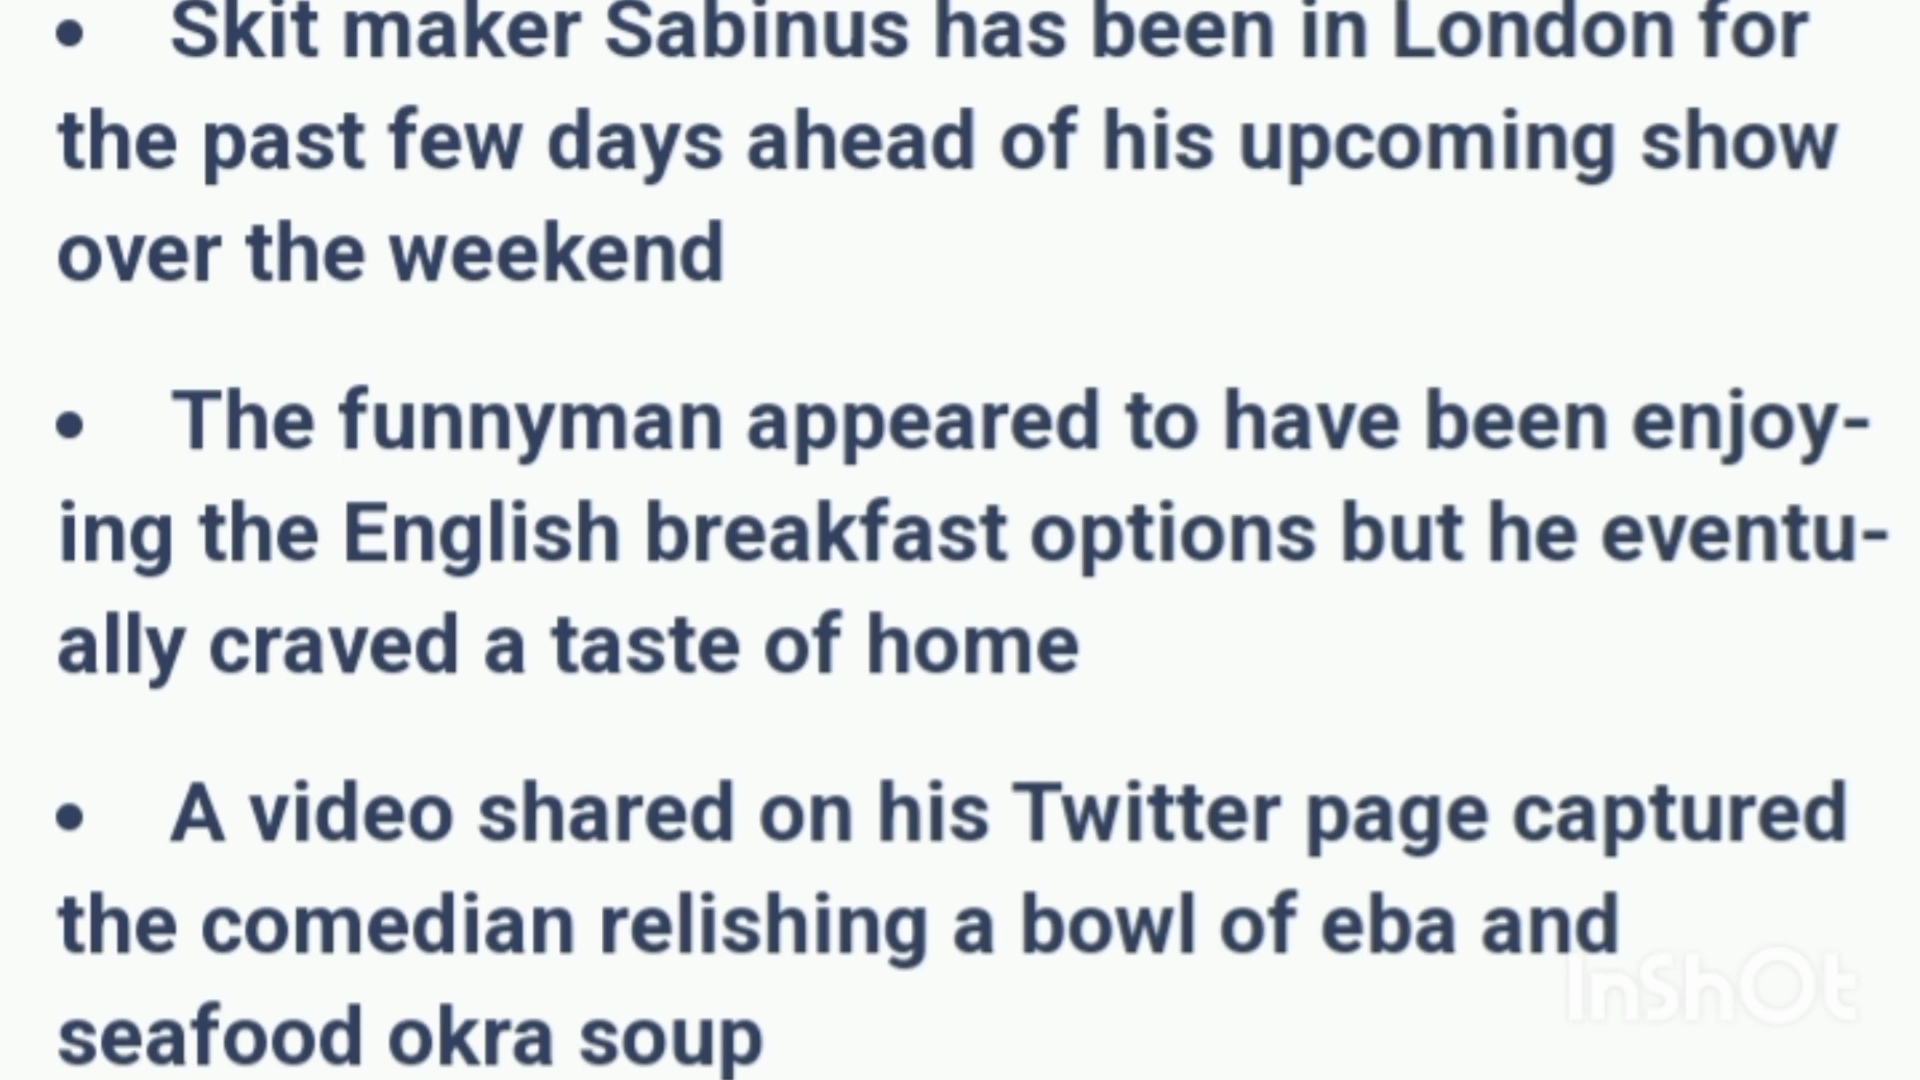 • Skit maker Sabinus has been in London for
the past few days ahead of his upcoming show
over the weekend
• The funnyman appeared to have been enjoy-
ing the English breakfast options but he eventu-
ally craved a taste of home
• A video shared on his Twitter page captured
the comedian relishing a bowl of eba and
seafood okra soup
InShOt